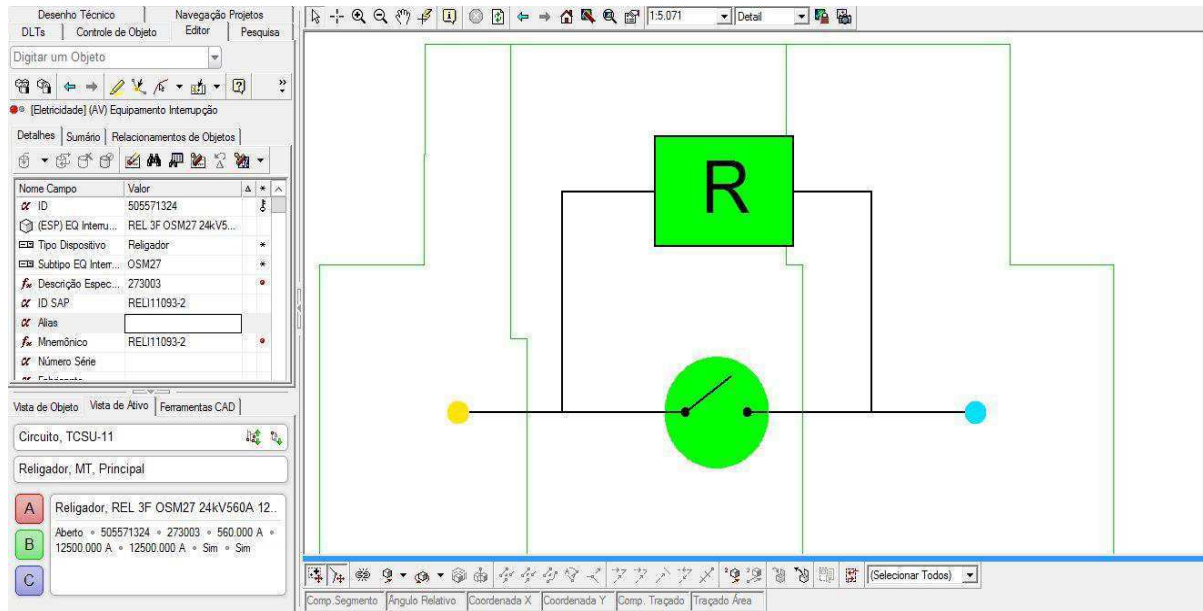 Desenho Técnico Navegação Projetos
DLTs Controle de Objeto Editor Pesquisa
Digitar um Objeto
[Eletricidade] (AV) Equipamento Interrupção
Detalhes Sumário Relacionamentos de Objetos
Nome Campo Valor
ID 505571324
(ESP) EQ Interru... REL 3F OSM27 24kV5...
Tipo Dispositivo Religador
Subtipo EQ Interr... OSM27
Descrição Espec... 273003
ID SAP RELI11093-2
Alias
Mnemônico RELI11093-2
Número Série
Vista de Objeto Vista de Ativo Ferramentas CAD
Circuito, TCSU-11
Religador, MT, Principal
A
B
C
Religador, REL 3F OSM27 24kV560A 12..
Aberto • 505571324 • 273003 • 560.000 A •
12500.000 A • 12500.000 A • Sim • Sim
1:5.071 Detail
R
(Selecionar Todos)
Comp.Segmento Ângulo Relativo Coordenada X Coordenada Y Comp. Traçado Traçado Área